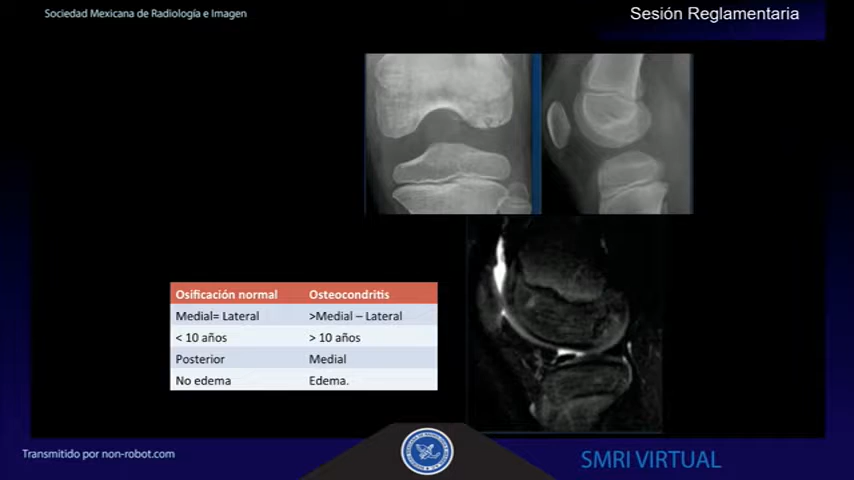 Sociedad Mexicana de Radiología e Imagen
Sesión Reglamentaria
Osificación normal Osteocondritis
Medial= Lateral >Medial – Lateral
< 10 años > 10 años
Posterior Medial
No edema Edema.
Transmitido por non-robot.com
SMRI VIRTUAL